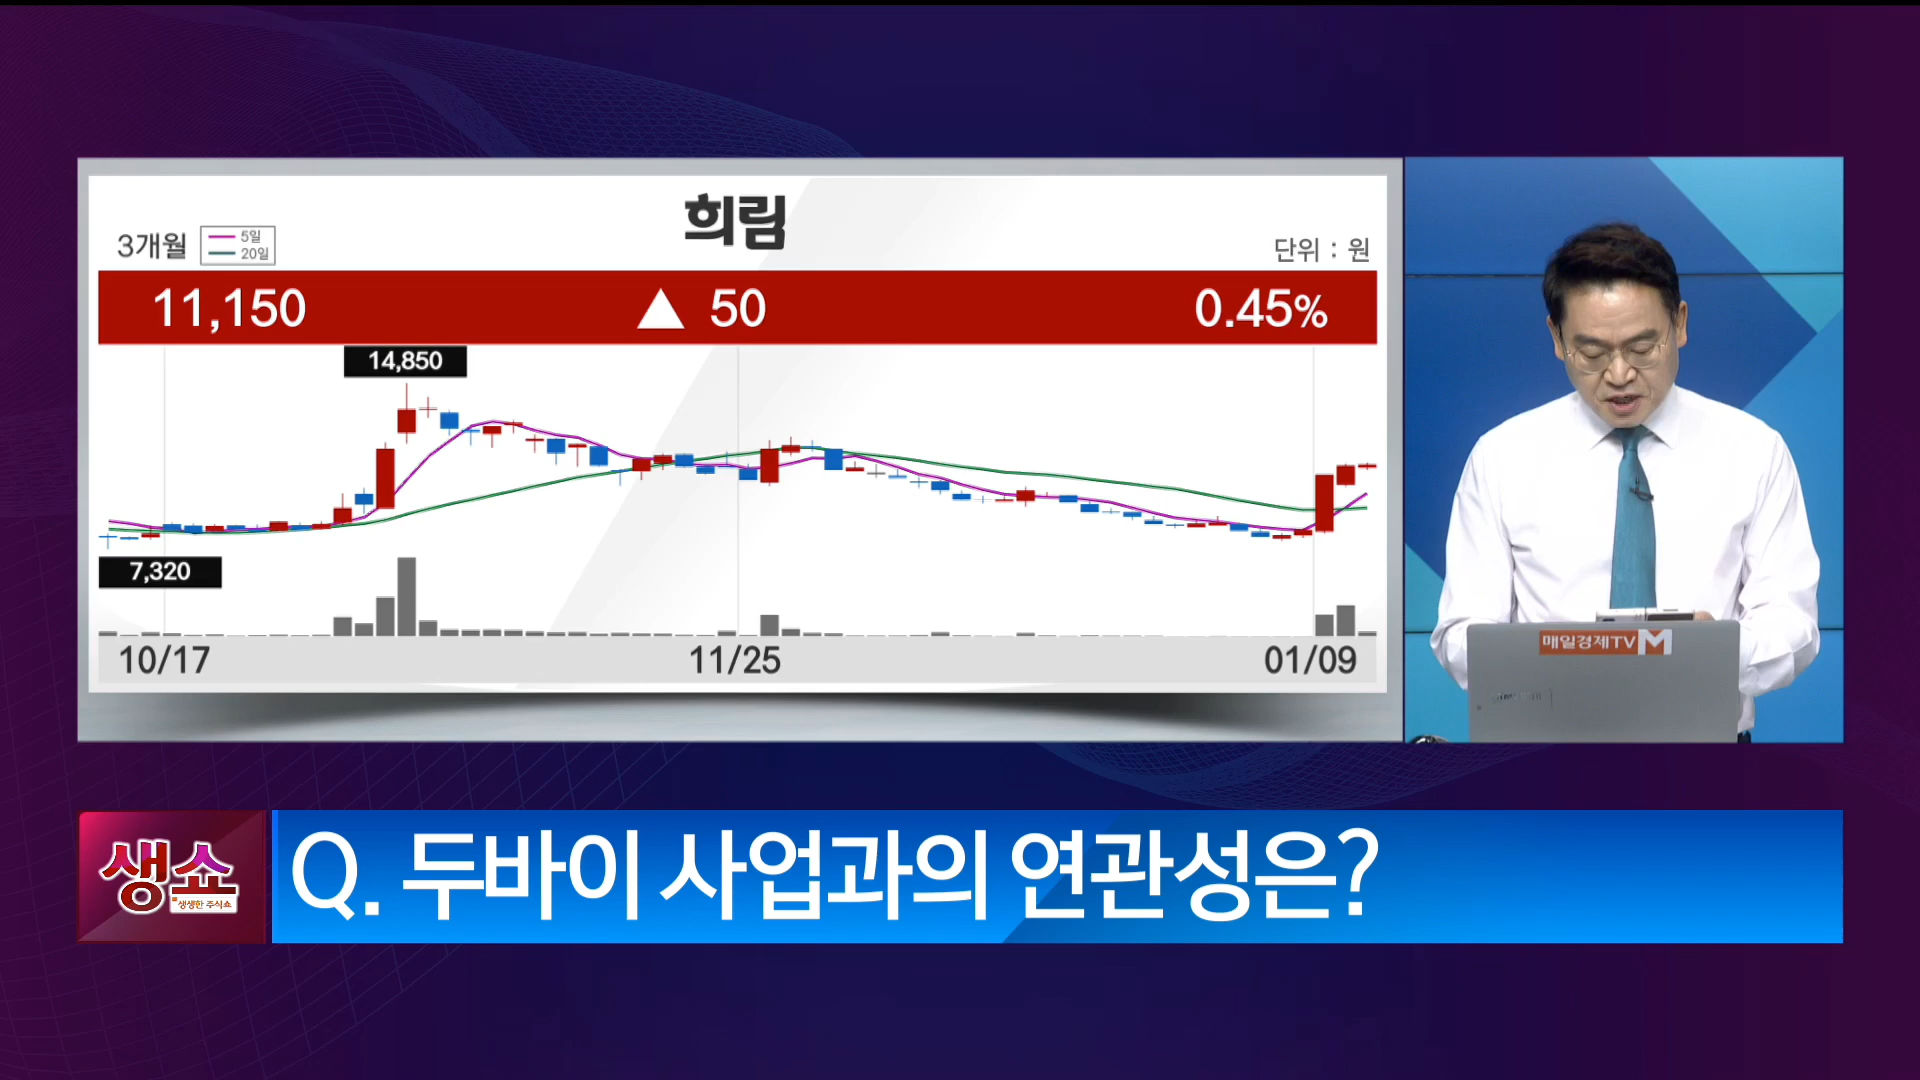 희림
3개월
5일
20일
단위 : 원
11,150 ▲ 50 0.45%
14,850
7,320
10/17 11/25 01/09
매일경제TV M
생쇼
생생한 주식쇼
Q. 두바이 사업과의 연관성은?